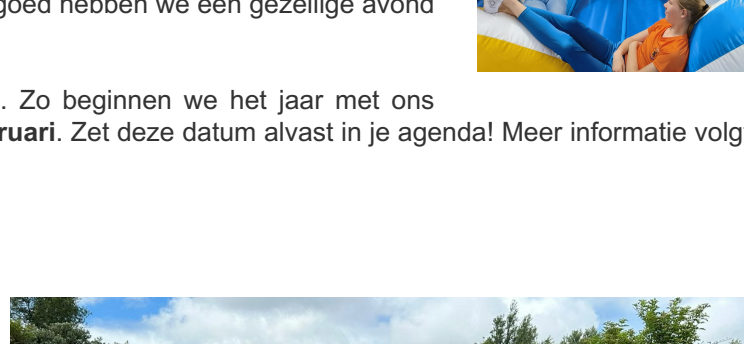 goed hebben we een gezellige avond
. Zo beginnen we het jaar met ons
ruari. Zet deze datum alvast in je agenda! Meer informatie volgt